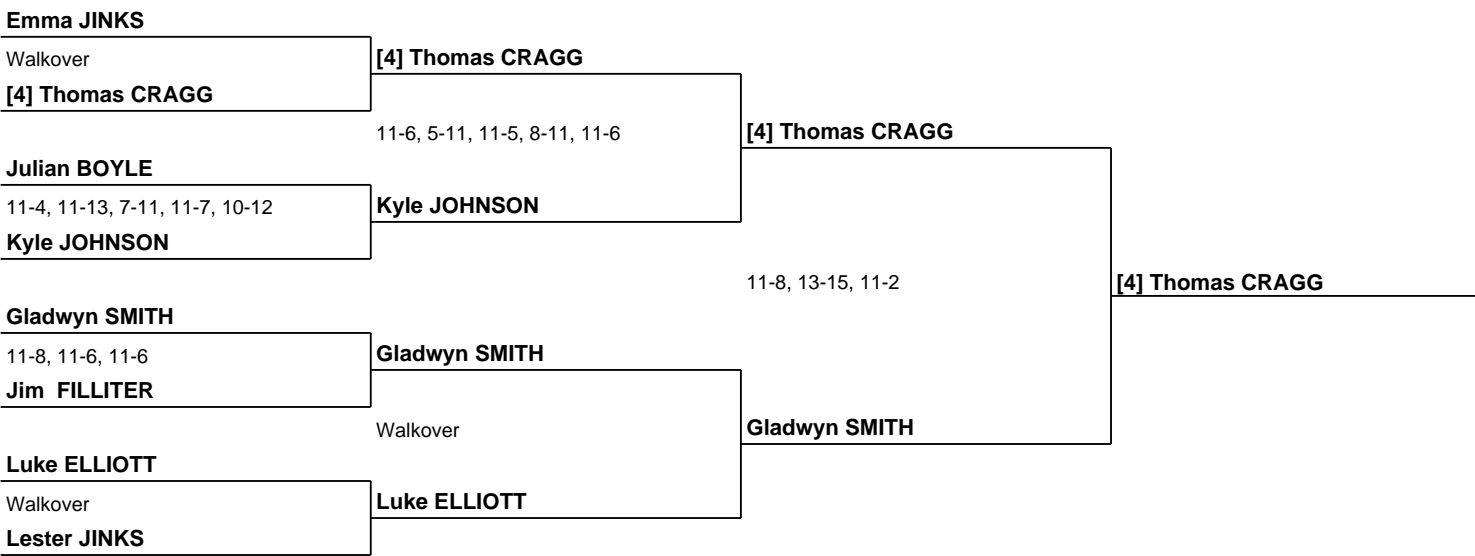 Emma JINKS
Walkover
[4] Thomas CRAGG
[4] Thomas CRAGG
11-6, 5-11, 11-5, 8-11, 11-6
[4] Thomas CRAGG
Julian BOYLE
11-4, 11-13, 7-11, 11-7, 10-12
Kyle JOHNSON
Kyle JOHNSON
11-8, 13-15, 11-2
[4] Thomas CRAGG
Gladwyn SMITH
11-8, 11-6, 11-6
Gladwyn SMITH
Jim FILLITER
Walkover
Gladwyn SMITH
Luke ELLIOTT
Walkover
Luke ELLIOTT
Lester JINKS